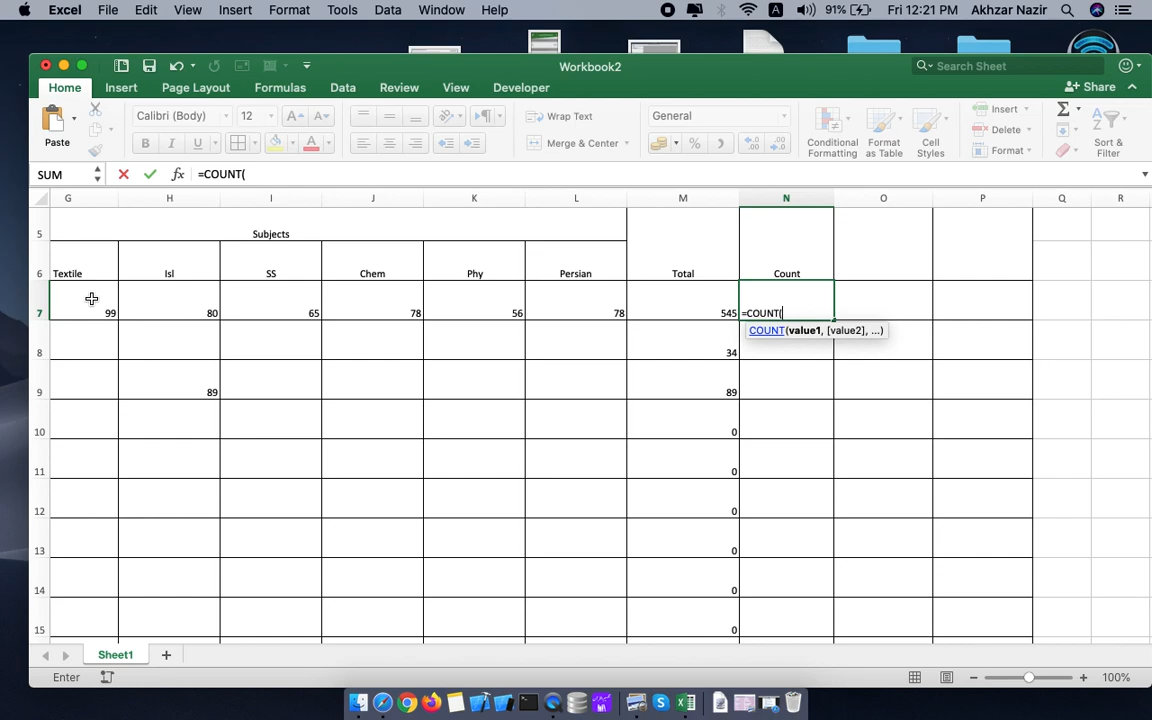 Excel File Edit View Insert Format Tools Data Window Help A 91% Fri 12:21 PM Akhzar Nazir
Workbook2 Search Sheet
Home Insert Page Layout Formulas Data Review View Developer Share
Paste Calibri (Body) 12 A A Wrap Text General Conditional Formatting Format as Table Cell Styles Insert Delete Format Sort & Filter
B I U A Merge & Center
SUM fx =COUNT(
G H I J K L M N O P Q R
5 Subjects
6 Textile Isl SS Chem Phy Persian Total Count
7 99 80 65 78 56 78 545 =COUNT(
COUNT(value1, [value2], ...)
8 34
9 89 89
10 0
11 0
12 0
13 0
14 0
15 0
Sheet1
Enter 100%